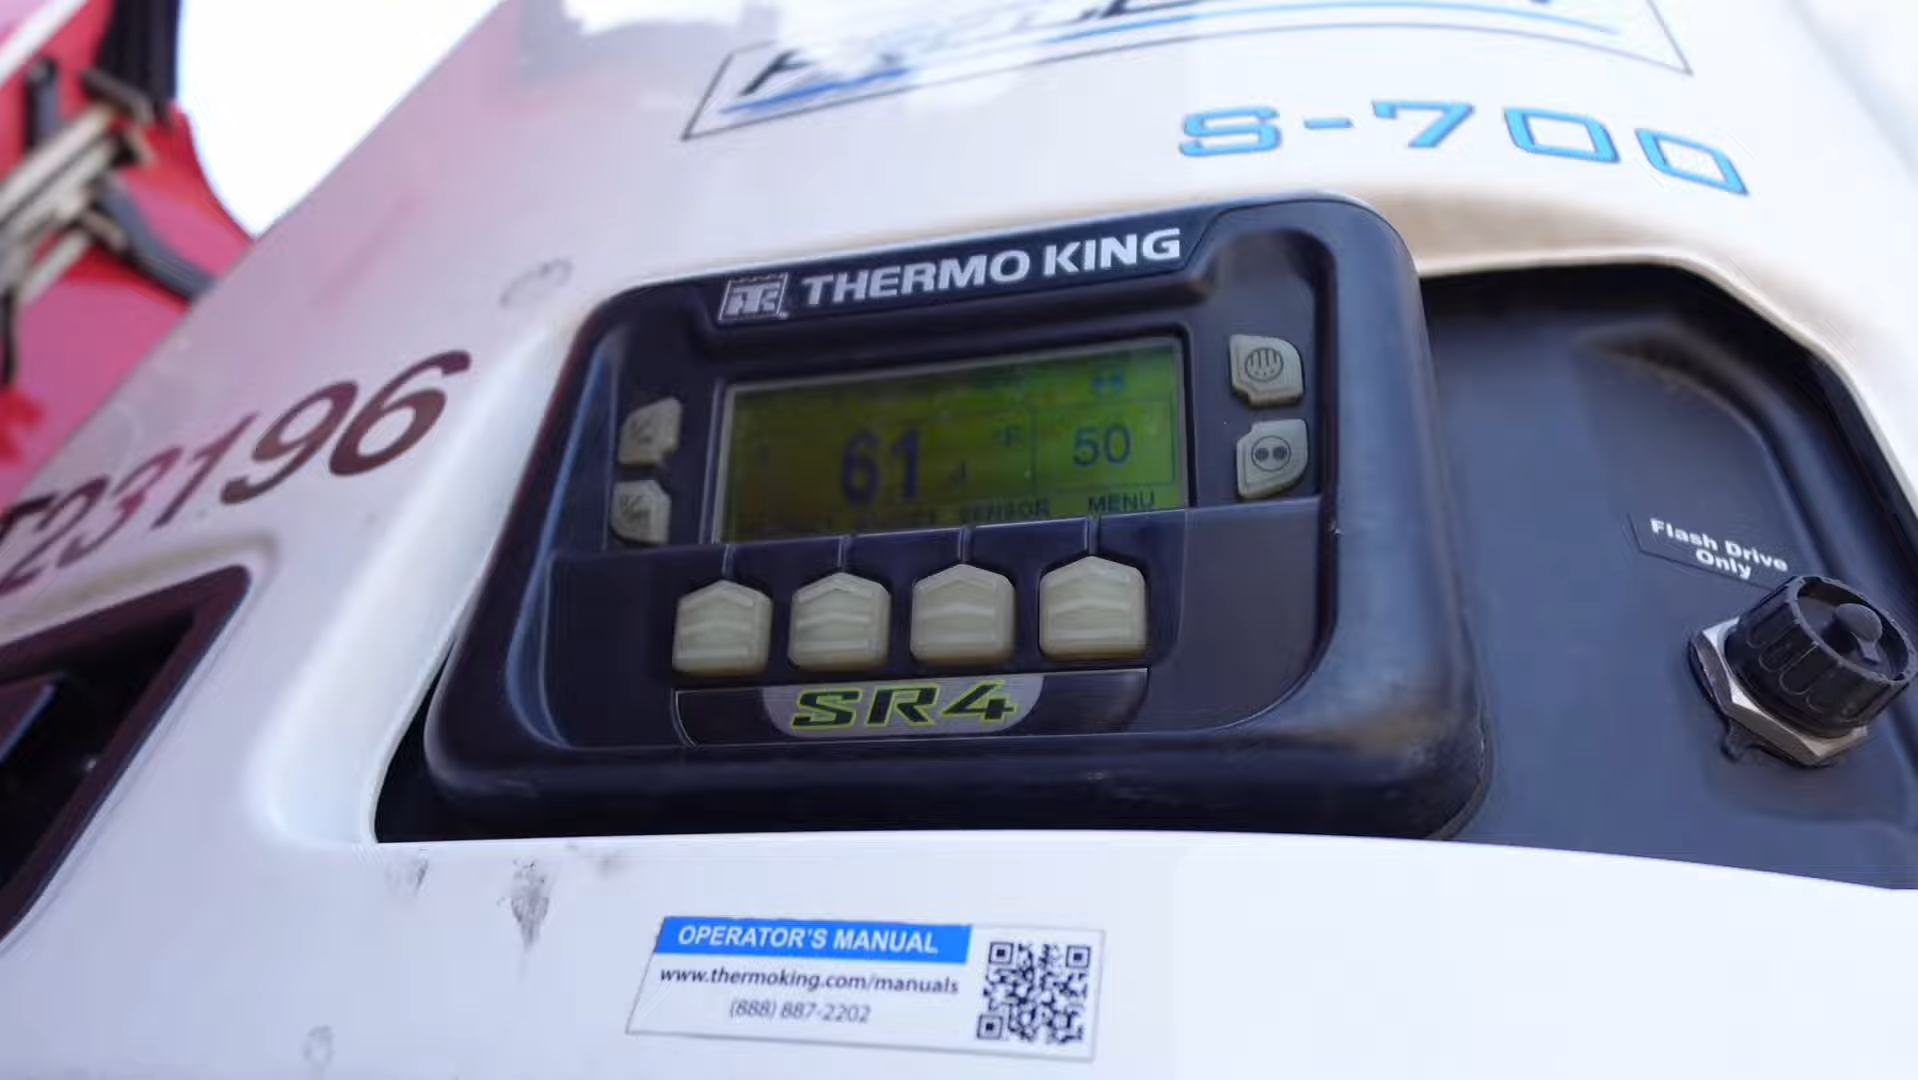 S-700
THERMO KING
61 °F 50
SENSOR MENU
SR4
Flash Drive
Only
OPERATOR'S MANUAL
www.thermoking.com/manuals
(888) 887-2202